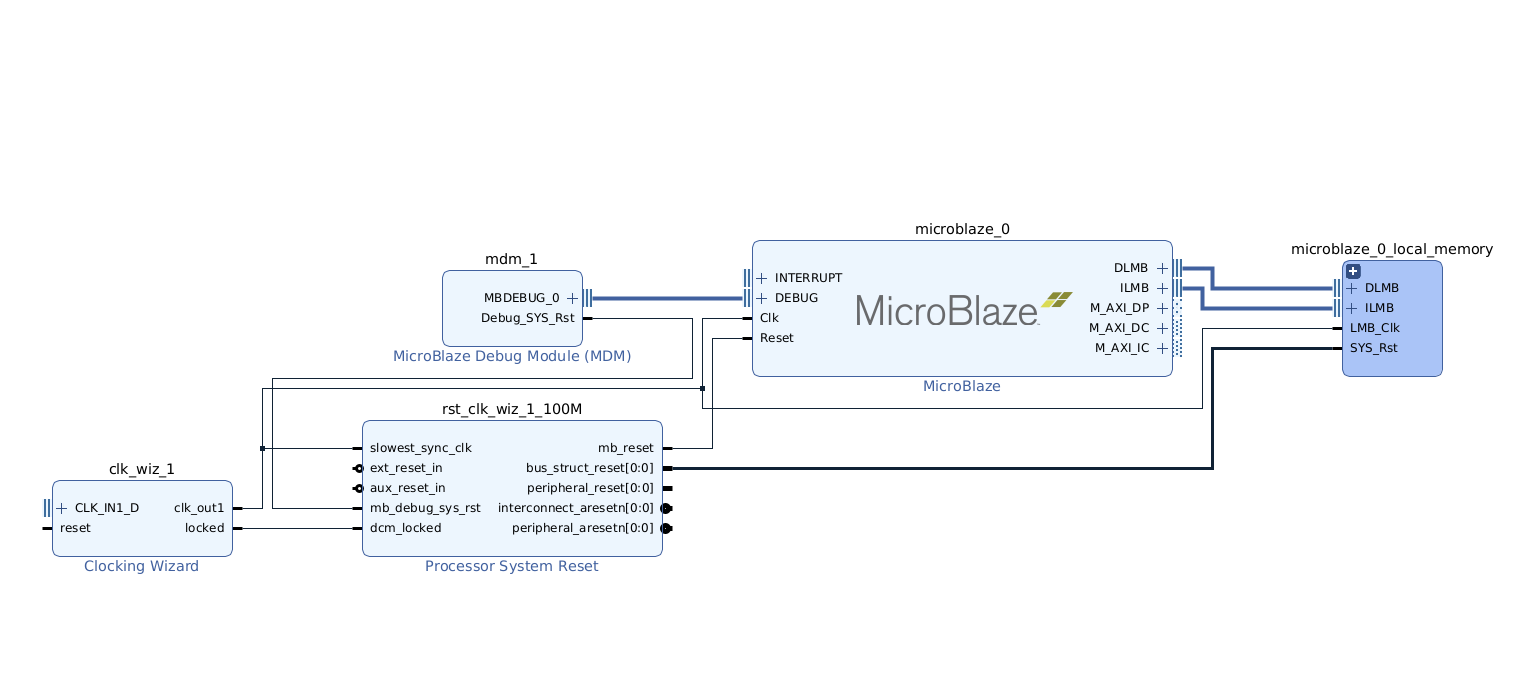 microblaze_0
INTERRUPT
DEBUG
Clk
Reset
MicroBlaze
DLMB
ILMB
M_AXI_DP
M_AXI_DC
M_AXI_IC
MicroBlaze
microblaze_0_local_memory
DLMB
ILMB
LMB_Clk
SYS_Rst
mdm_1
MBDEBUG_0
Debug_SYS_Rst
MicroBlaze Debug Module (MDM)
rst_clk_wiz_1_100M
slowest_sync_clk
ext_reset_in
aux_reset_in
mb_debug_sys_rst
dcm_locked
mb_reset
bus_struct_reset[0:0]
peripheral_reset[0:0]
interconnect_aresetn[0:0]
peripheral_aresetn[0:0]
Processor System Reset
clk_wiz_1
CLK_IN1_D
reset
clk_out1
locked
Clocking Wizard